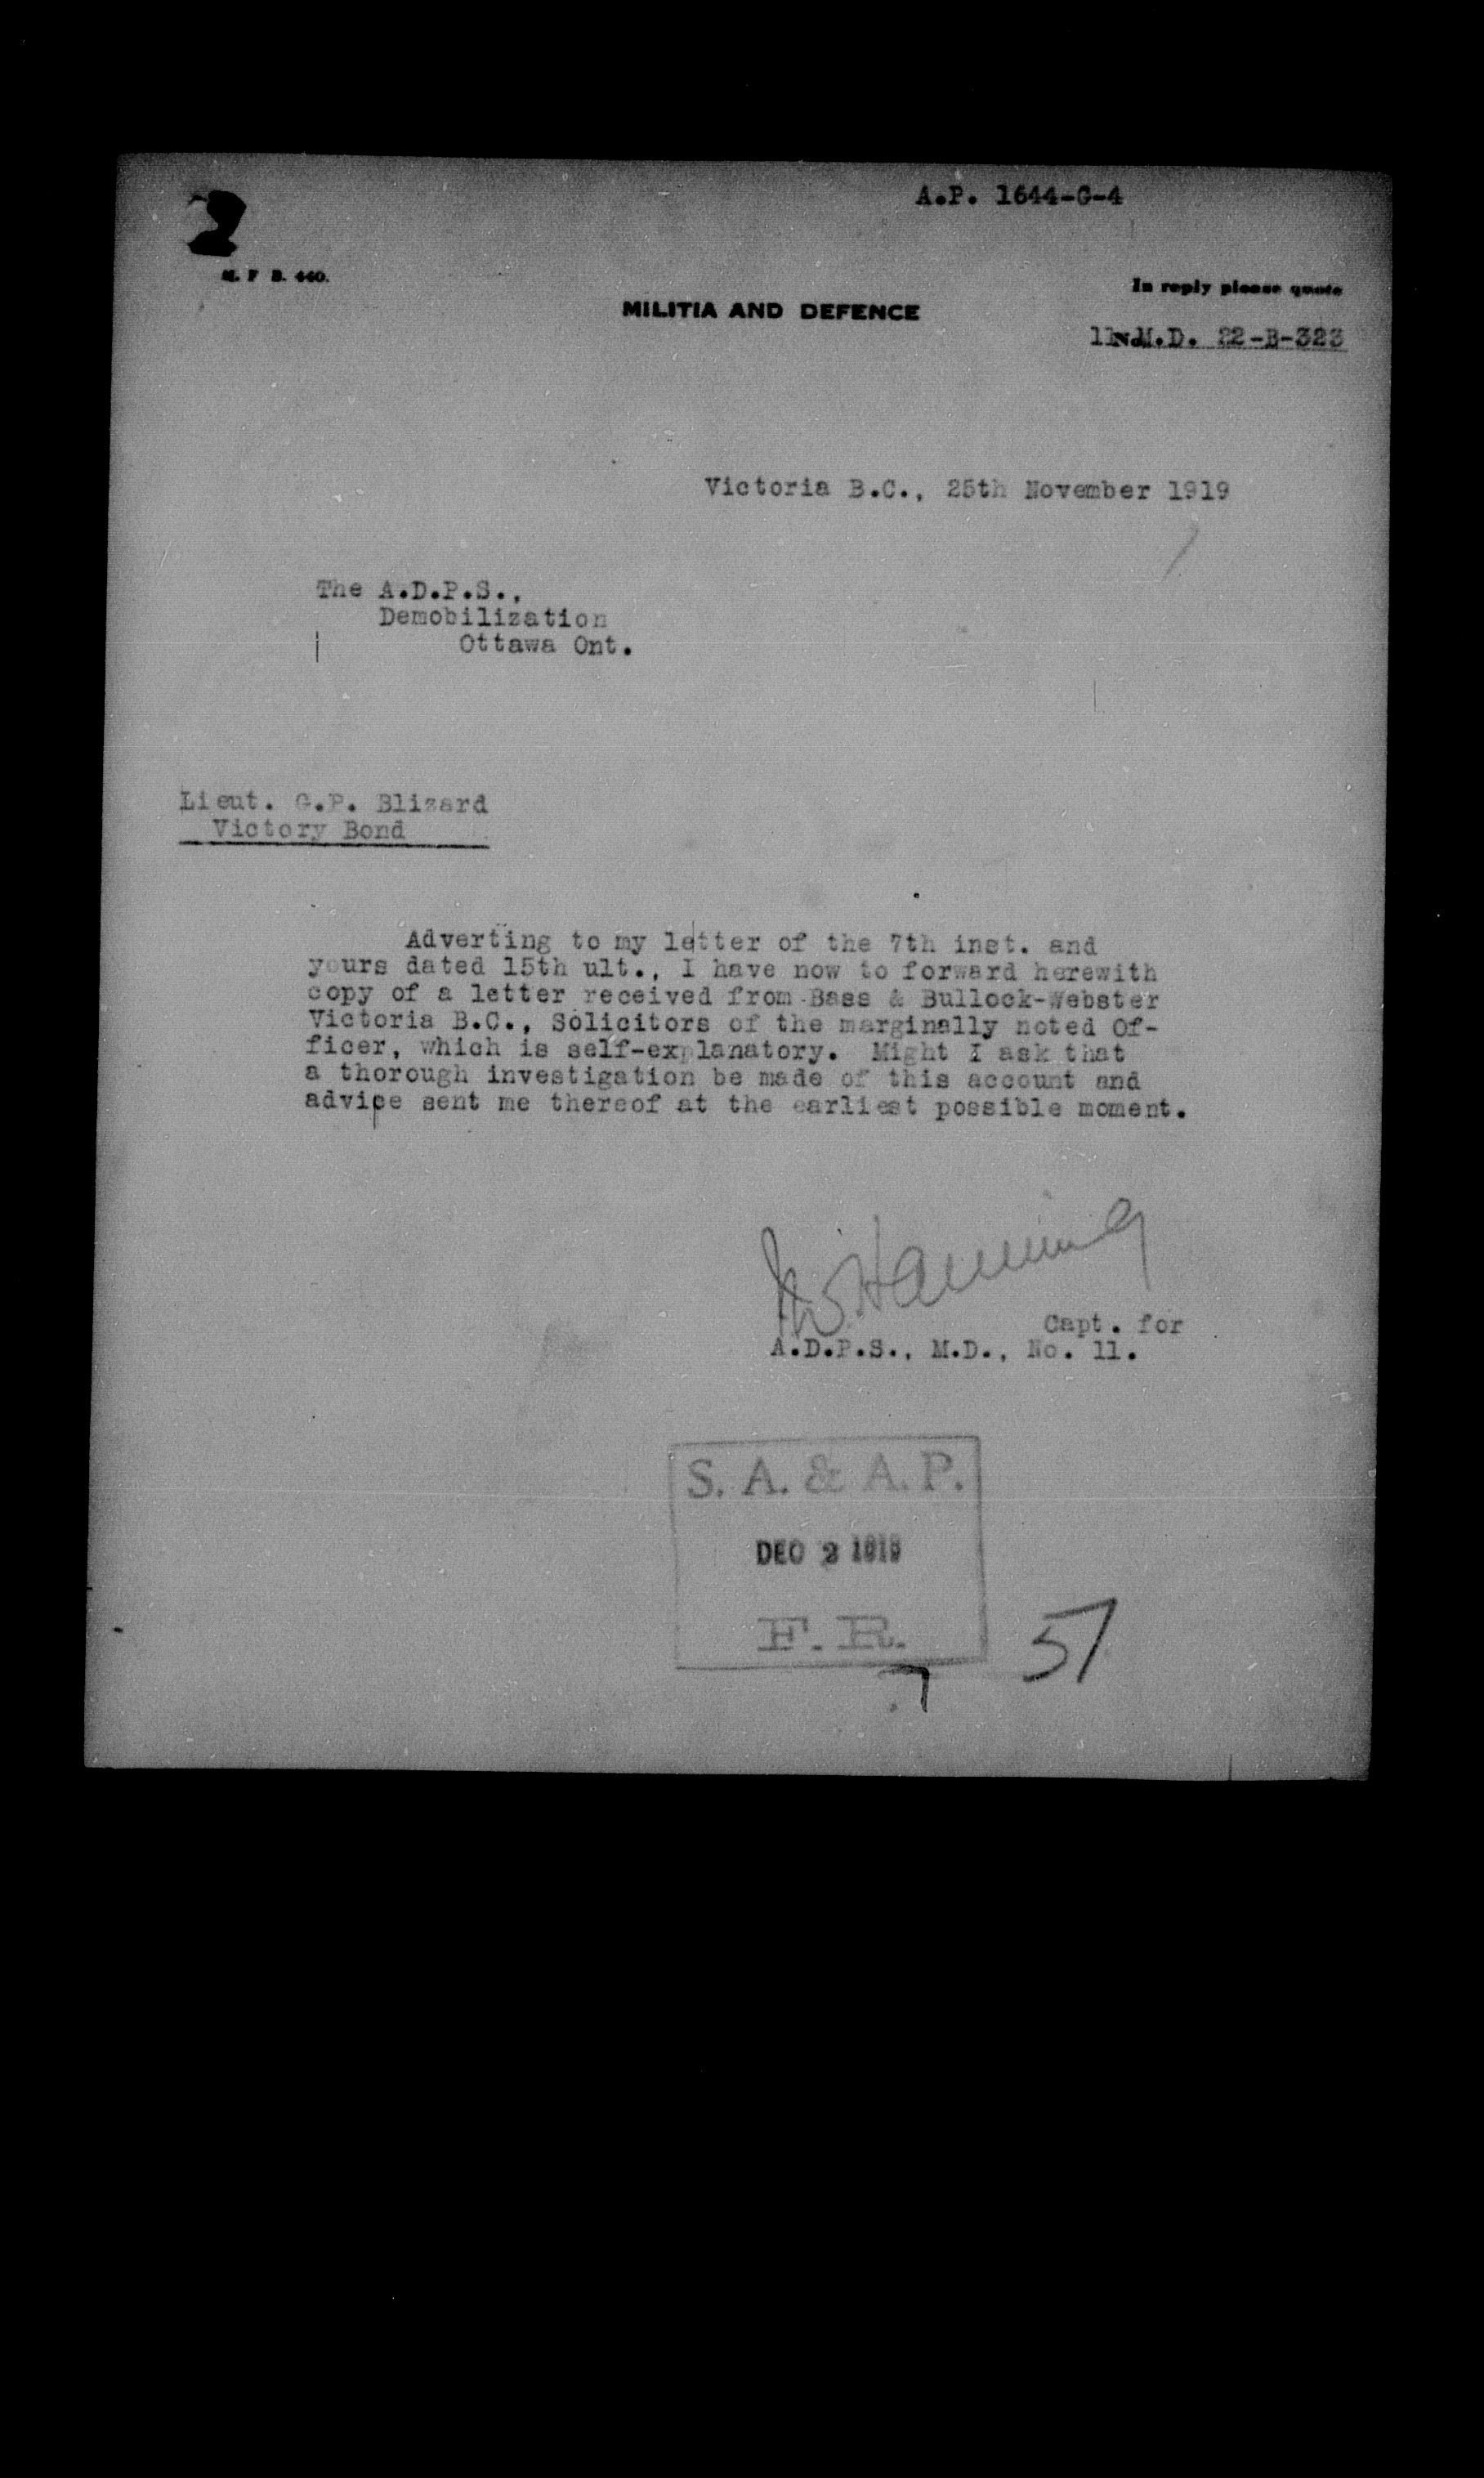 A.P. 1644-G-4
M. F. B. 440.
In reply please quote
MILITIA AND DEFENCE
11 M.D. 22-B-323
Victoria B.C., 25th November 1919
The A.D.P.S.,
Demobilization
Ottawa Ont.
Lieut. G.P. Blizard
Victory Bond
Adverting to my letter of the 7th inst. and
yours dated 15th ult., I have now to forward herewith
copy of a letter received from Bass & Bullock-Webster
Victoria B.C., Solicitors of the marginally noted Of-
ficer, which is self-explanatory. Might I ask that
a thorough investigation be made of this account and
advice sent me thereof at the earliest possible moment.
Capt. for
A.D.P.S., M.D., No. 11.
S. A. & A. P.
DEC 2 1919
F. R.
57
7